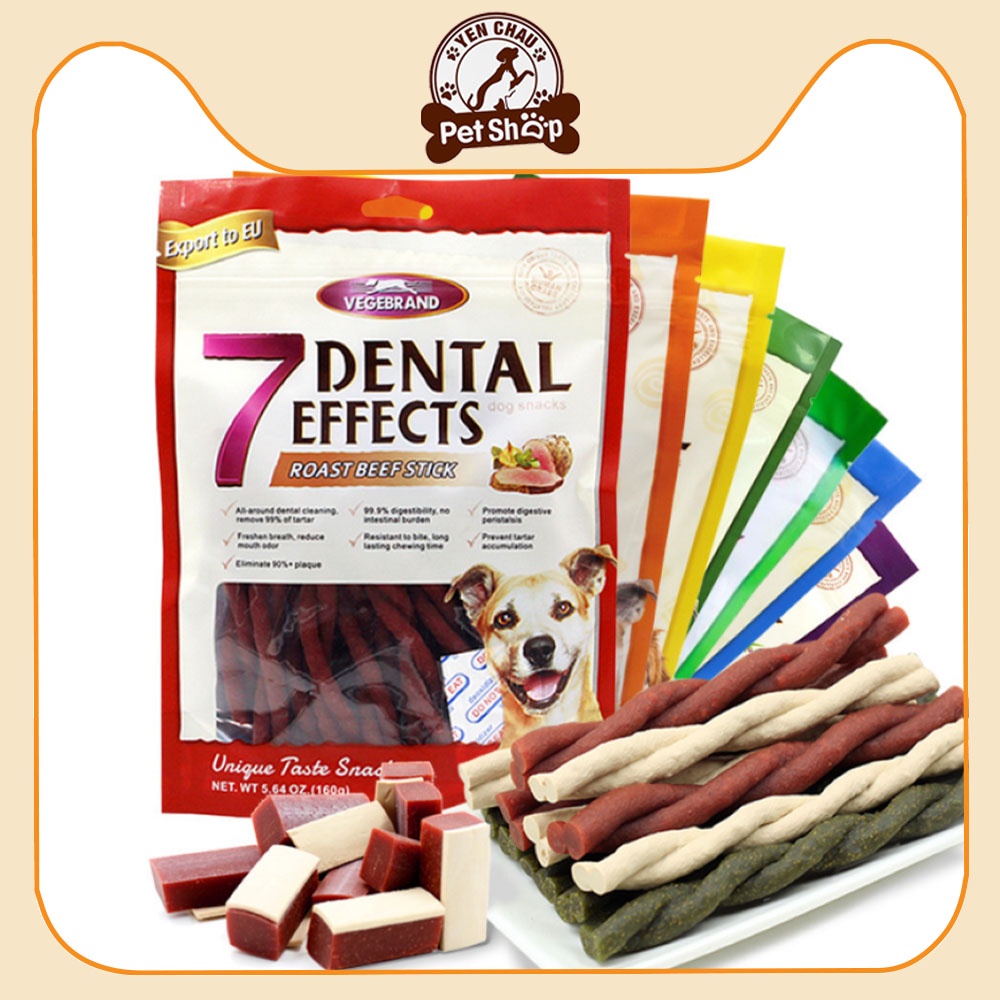 YEN CHAU
Pet Shop
Export to EU
VEGEBRAND
7 DENTAL
EFFECTS
dog snacks
ROAST BEEF STICK
All-around dental cleaning,
remove 99% of tartar
Freshen breath, reduce
mouth odor
Eliminate 90%+ plaque
99.9% digestibility, no
intestinal burden
Resistant to bite, long
lasting chewing time
Promote digestive
peristalsis
Prevent tartar
accumulation
DO NOT
EAT
Unique Taste Snac
NET. WT 5.64 OZ. (160g)